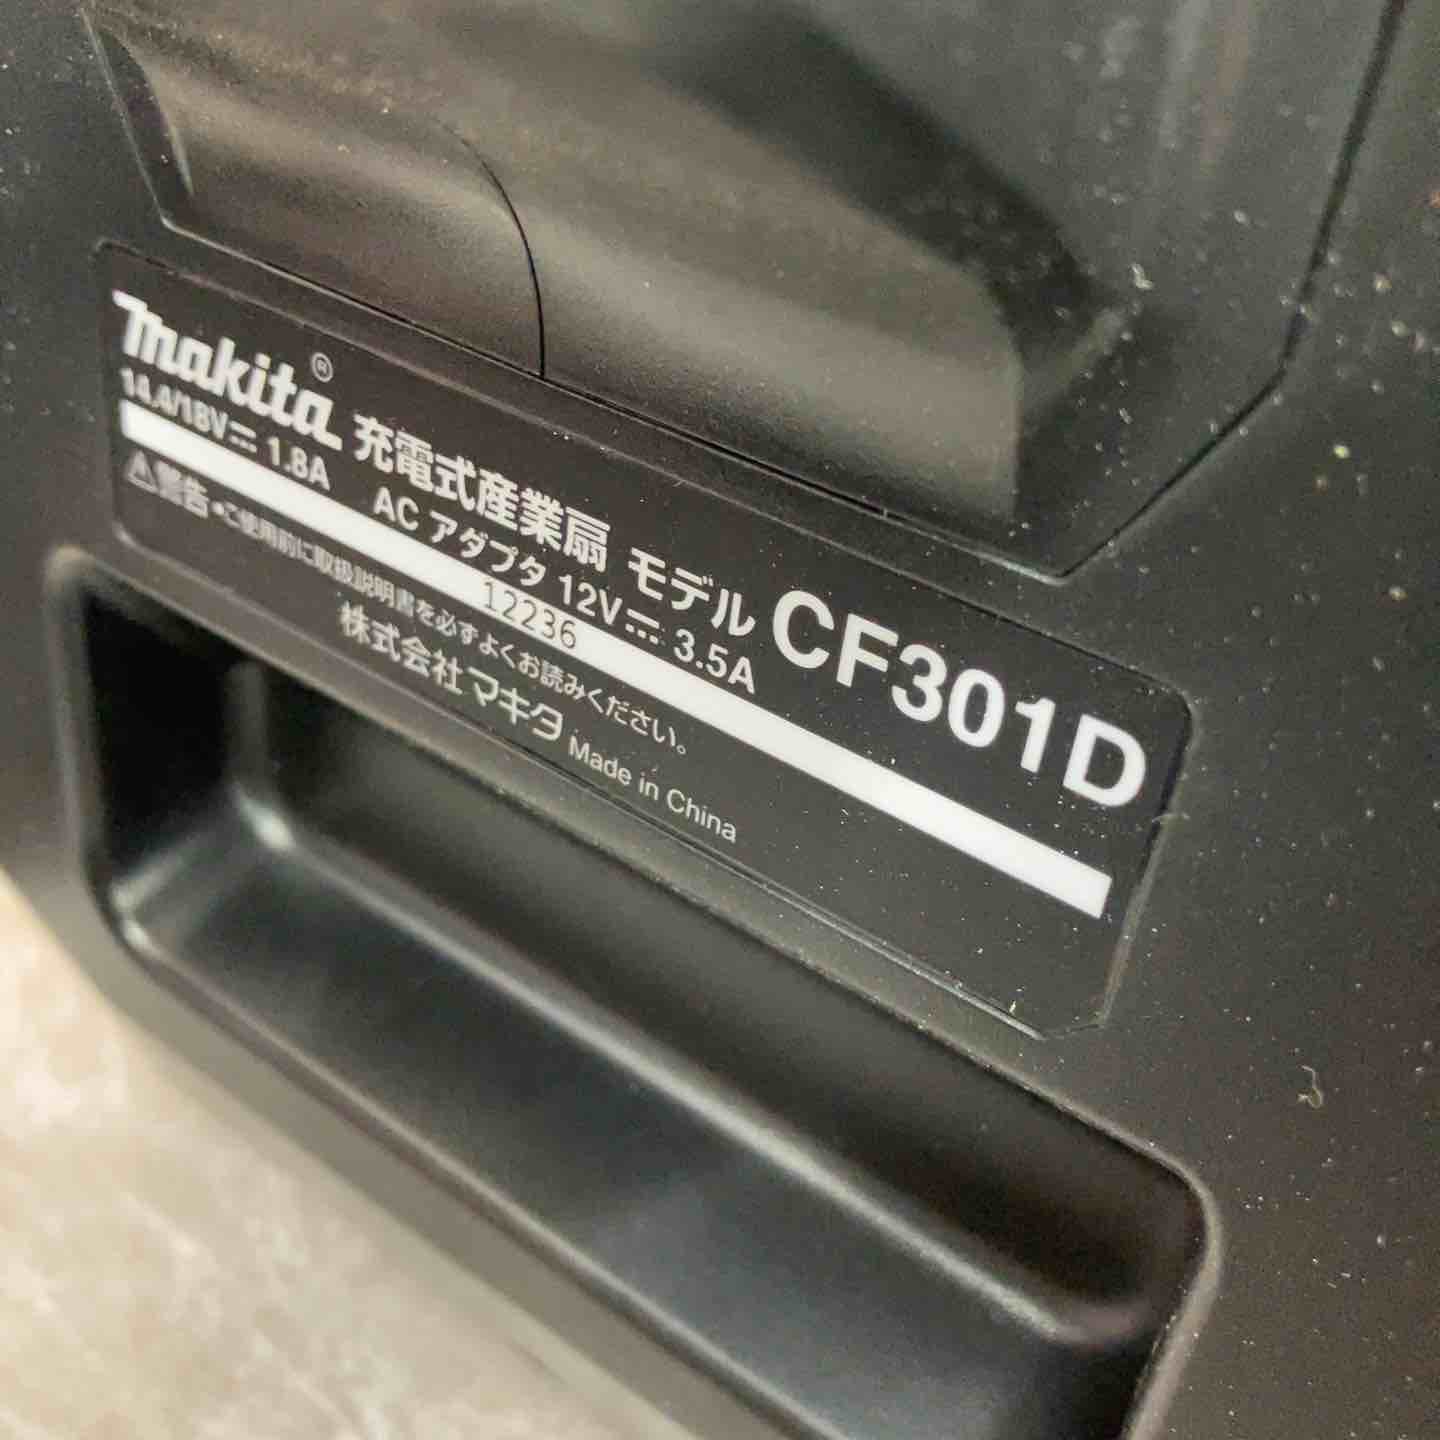 makita® 充電式産業扇 モデル CF301D
14.4/18V⎓ 1.8A AC アダプタ 12V⎓ 3.5A
12236
⚠警告 •ご使用前に取扱説明書を必ずよくお読みください。
株式会社マキタ Made in China